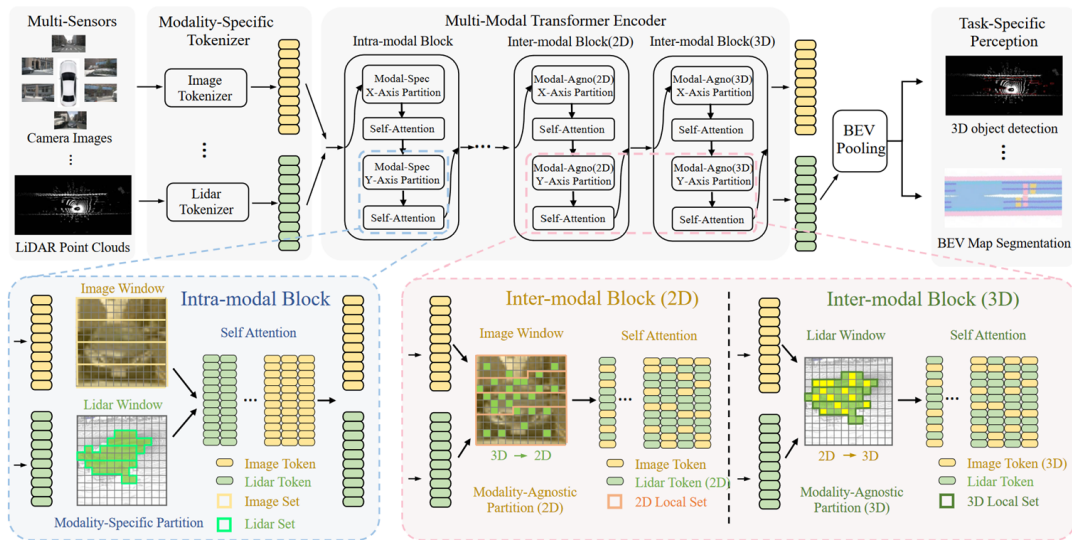 Multi-Sensors
Camera Images
LiDAR Point Clouds
Modality-Specific
Tokenizer
Image
Tokenizer
Lidar
Tokenizer
Multi-Modal Transformer Encoder
Intra-modal Block
Modal-Spec
X-Axis Partition
Self-Attention
Modal-Spec
Y-Axis Partition
Self-Attention
Inter-modal Block(2D)
Modal-Agno(2D)
X-Axis Partition
Self-Attention
Modal-Agno(2D)
Y-Axis Partition
Self-Attention
Inter-modal Block(3D)
Modal-Agno(3D)
X-Axis Partition
Self-Attention
Modal-Agno(3D)
Y-Axis Partition
Self-Attention
BEV
Pooling
Task-Specific
Perception
3D object detection
BEV Map Segmentation
Intra-modal Block
Image Window
Lidar Window
Modality-Specific Partition
Self Attention
Image Token
Lidar Token
Image Set
Lidar Set
Inter-modal Block (2D)
Image Window
3D → 2D
Modality-Agnostic
Partition (2D)
Self Attention
Image Token
Lidar Token (2D)
2D Local Set
Inter-modal Block (3D)
Lidar Window
2D → 3D
Modality-Agnostic
Partition (3D)
Self Attention
Image Token (3D)
Lidar Token
3D Local Set